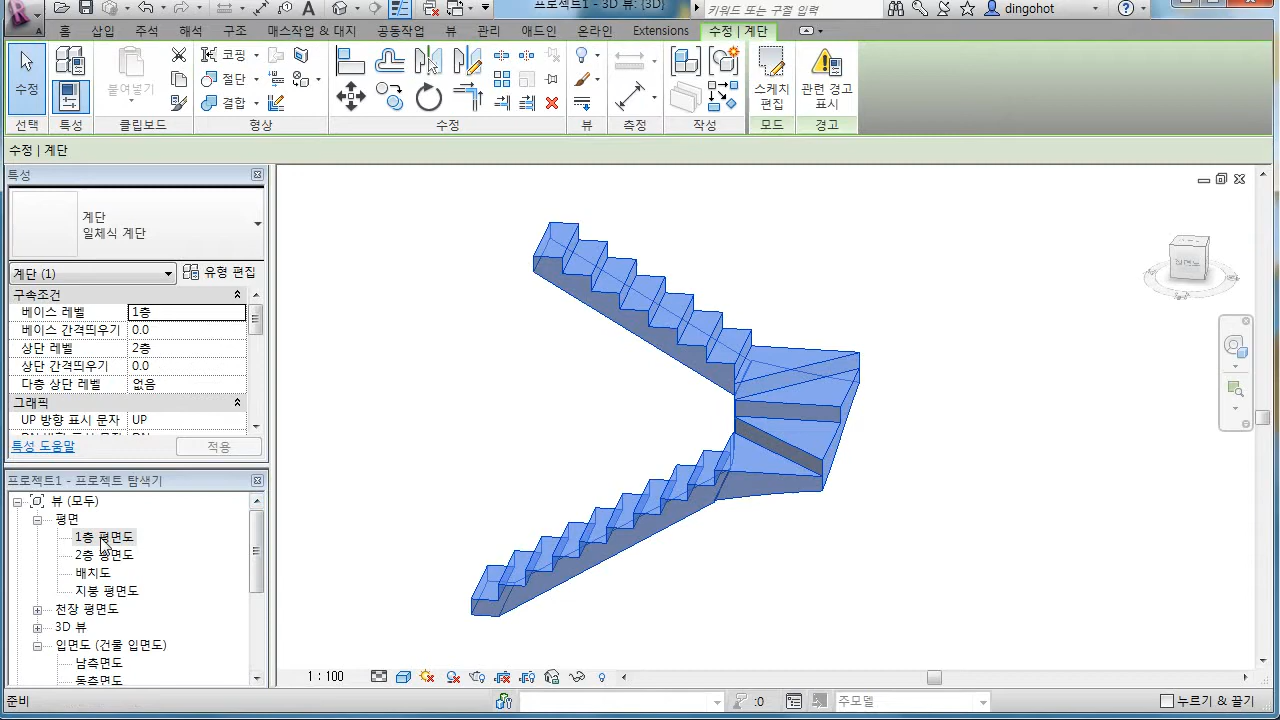 프로젝트1 - 3D 뷰: {3D}
키워드 또는 구절 입력
dingohot
홈 삽입 주석 해석 구조 매스작업 & 대지 공동작업 뷰 관리 애드인 온라인 Extensions 수정 | 계단
수정
붙여넣기
코핑
절단
결합
스케치
편집
관련 경고
표시
선택 특성 클립보드 형상 수정 뷰 측정 작성 모드 경고
수정 | 계단
특성
계단
일체식 계단
계단 (1)
유형 편집
구속조건
베이스 레벨 1층
베이스 간격띄우기 0.0
상단 레벨 2층
상단 간격띄우기 0.0
다층 상단 레벨 없음
그래픽
UP 방향 표시 문자 UP
특성 도움말
적용
프로젝트1 - 프로젝트 탐색기
뷰 (모두)
평면
1층 평면도
2층 평면도
배치도
지붕 평면도
천장 평면도
3D 뷰
입면도 (건물 입면도)
남측면도
동측면도
1 : 100
준비
:0
주모델
누르기 & 끌기